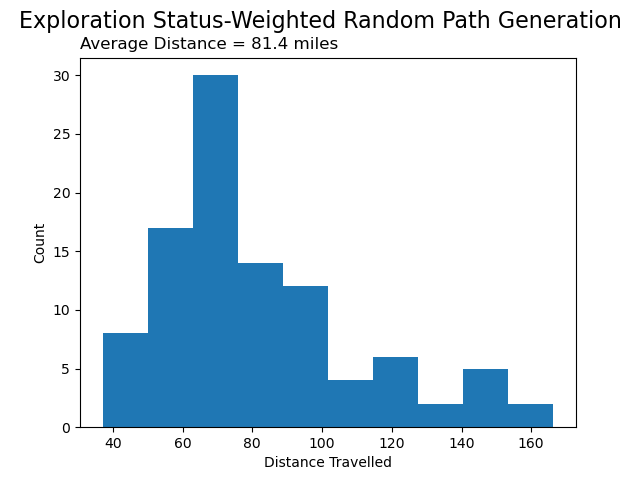 Exploration Status-Weighted Random Path Generation
Average Distance = 81.4 miles
30
25
20
15
10
5
0
Count
40 60 80 100 120 140 160
Distance Travelled